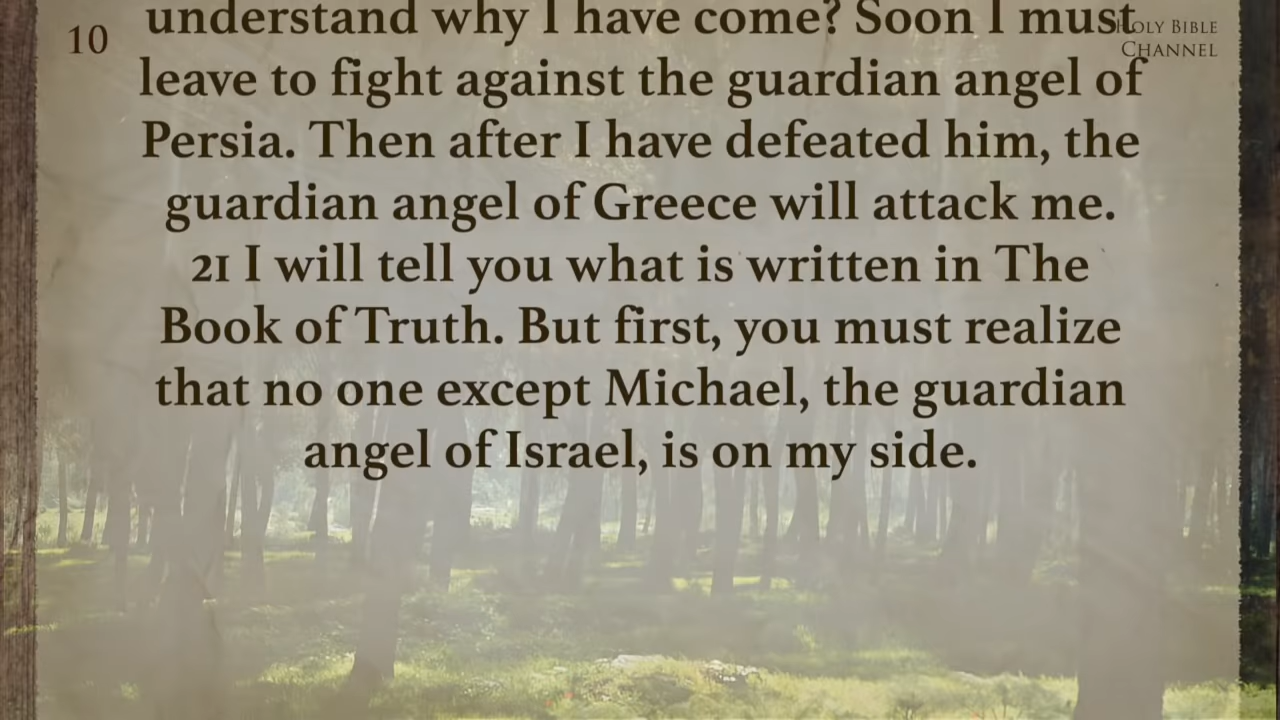 10
understand why I have come? Soon I must
leave to fight against the guardian angel of
Persia. Then after I have defeated him, the
guardian angel of Greece will attack me.
21 I will tell you what is written in The
Book of Truth. But first, you must realize
that no one except Michael, the guardian
angel of Israel, is on my side.
Holy Bible
Channel